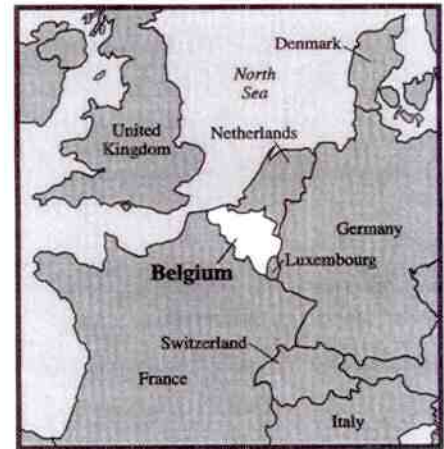 Denmark
North
Sea
United
Kingdom
Netherlands
Germany
Belgium
Luxembourg
Switzerland
France
Italy